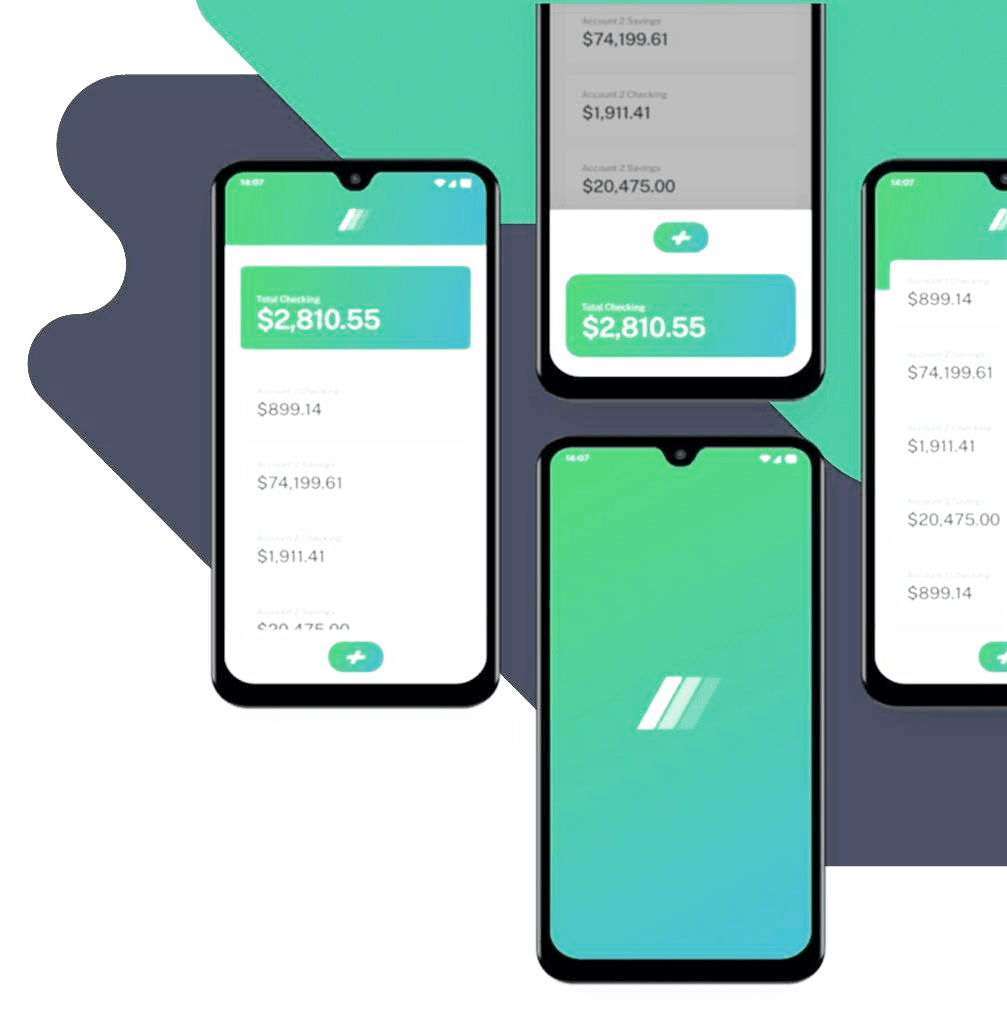 14:07
Total Checking
$2,810.55
Account 1 Checking
$899.14
Account 2 Savings
$74,199.61
Account 2 Checking
$1,911.41
Account 2 Savings
$20,475.00
Account 2 Savings
$74,199.61
Account 2 Checking
$1,911.41
Account 2 Savings
$20,475.00
Total Checking
$2,810.55
14:07
14:07
Account 1 Checking
$899.14
Account 2 Savings
$74,199.61
Account 2 Checking
$1,911.41
Account 2 Savings
$20,475.00
Account 1 Checking
$899.14